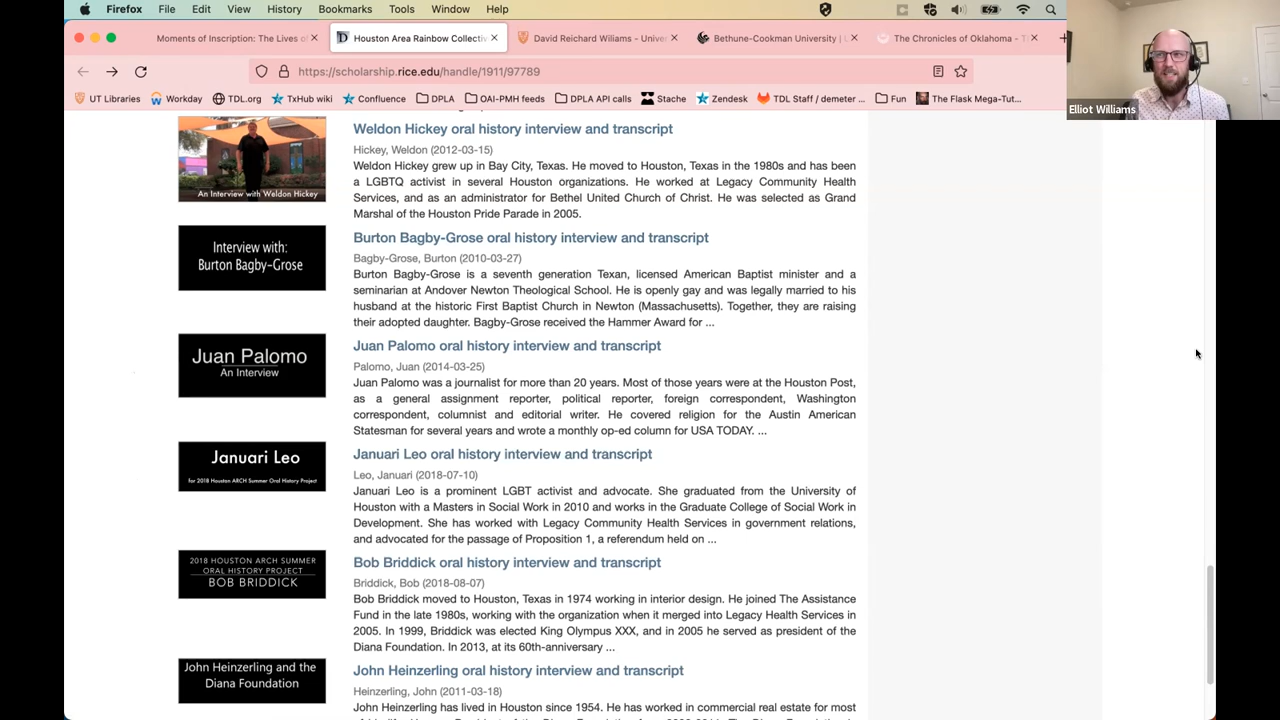 Firefox File Edit View History Bookmarks Tools Window Help
Moments of Inscription: The Lives of
Houston Area Rainbow Collectiv
David Reichard Wiliams - Unive
Bethune-Cookman University | U
The Chronicles of Oklahoma - T
https://scholarship.rice.edu/handle/1911/97789
UT Libraries Workday TDL.org TxHub wiki Confluence DPLA OAI-PMH feeds DPLA API calls Stache Zendesk TDL Staff / demeter ... Fun The Flask Mega-Tut...
Elliot Williams
An Interview with Weldon Hickey
Weldon Hickey oral history interview and transcript
Hickey, Weldon (2012-03-15)
Weldon Hickey grew up in Bay City, Texas. He moved to Houston, Texas in the 1980s and has been
a LGBTQ activist in several Houston organizations. He worked at Legacy Community Health
Services, and as an administrator for Bethel United Church of Christ. He was selected as Grand
Marshal of the Houston Pride Parade in 2005.
Interview with:
Burton Bagby-Grose
Burton Bagby-Grose oral history interview and transcript
Bagby-Grose, Burton (2010-03-27)
Burton Bagby-Grose is a seventh generation Texan, licensed American Baptist minister and a
seminarian at Andover Newton Theological School. He is openly gay and was legally married to his
husband at the historic First Baptist Church in Newton (Massachusetts). Together, they are raising
their adopted daughter. Bagby-Grose received the Hammer Award for ...
Juan Palomo
An Interview
Juan Palomo oral history interview and transcript
Palomo, Juan (2014-03-25)
Juan Palomo was a journalist for more than 20 years. Most of those years were at the Houston Post,
as a general assignment reporter, political reporter, foreign correspondent, Washington
correspondent, columnist and editorial writer. He covered religion for the Austin American
Statesman for several years and wrote a monthly op-ed column for USA TODAY. ...
Januari Leo
for 2018 Houston ARCH Summer Oral History Project
Januari Leo oral history interview and transcript
Leo, Januari (2018-07-10)
Januari Leo is a prominent LGBT activist and advocate. She graduated from the University of
Houston with a Masters in Social Work in 2010 and works in the Graduate College of Social Work in
Development. She has worked with Legacy Community Health Services in government relations,
and advocated for the passage of Proposition 1, a referendum held on ...
2018 HOUSTON ARCH SUMMER
ORAL HISTORY PROJECT
BOB BRIDDICK
Bob Briddick oral history interview and transcript
Briddick, Bob (2018-08-07)
Bob Briddick moved to Houston, Texas in 1974 working in interior design. He joined The Assistance
Fund in the late 1980s, working with the organization when it merged into Legacy Health Services in
2005. In 1999, Briddick was elected King Olympus XXX, and in 2005 he served as president of the
Diana Foundation. In 2013, at its 60th-anniversary ...
John Heinzerling and the
Diana Foundation
John Heinzerling oral history interview and transcript
Heinzerling, John (2011-03-18)
John Heinzerling has lived in Houston since 1954. He has worked in commercial real estate for most